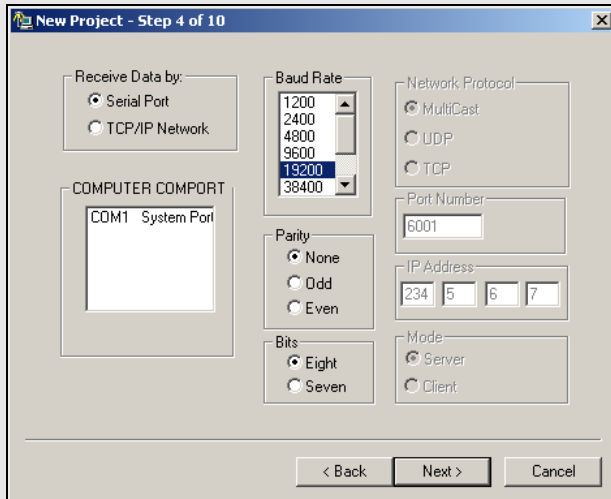 New Project - Step 4 of 10
Receive Data by:
Serial Port
TCP/IP Network
COMPUTER COMPORT
COM1 System Port
Baud Rate
1200
2400
4800
9600
19200
38400
Parity
None
Odd
Even
Bits
Eight
Seven
Network Protocol
MultiCast
UDP
TCP
Port Number
6001
IP Address
234 5 6 7
Mode
Server
Client
< Back Next > Cancel